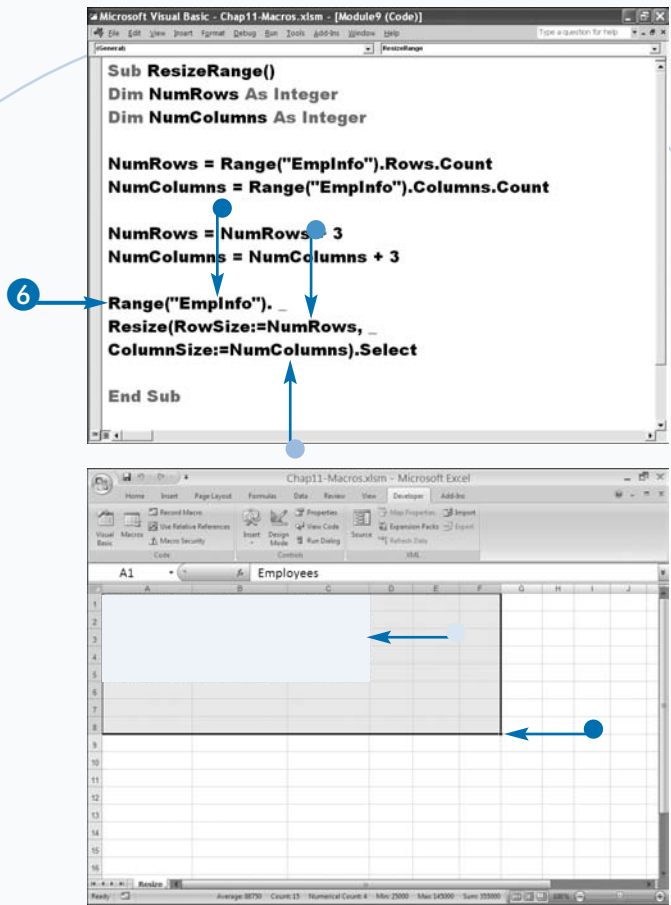 Microsoft Visual Basic - Chap11-Macros.xlsm - [Module9 (Code)]
File Edit View Insert Format Debug Run Tools Add-Ins Window Help Type a question for help
(General) ResizeRange
Sub ResizeRange()
Dim NumRows As Integer
Dim NumColumns As Integer
NumRows = Range("EmpInfo").Rows.Count
NumColumns = Range("EmpInfo").Columns.Count
NumRows = NumRows + 3
NumColumns = NumColumns + 3
6
Range("EmpInfo"). _
Resize(RowSize:=NumRows, _
ColumnSize:=NumColumns).Select
End Sub
Chap11-Macros.xlsm - Microsoft Excel
Home Insert Page Layout Formulas Data Review View Developer Add-Ins
Visual Basic Macros Record Macro Use Relative References Macro Security
Insert Design Mode Properties View Code Run Dialog
Source Map Properties Expansion Packs Refresh Data Import Export
Code Controls XML
A1 fx Employees
A B C D E F G H I J
1
2
3
4
5
6
7
8
9
10
11
12
13
14
15
16
Resize
Ready Average: 88750 Count: 15 Numerical Count: 4 Min: 25000 Max: 145000 Sum: 355000 100%